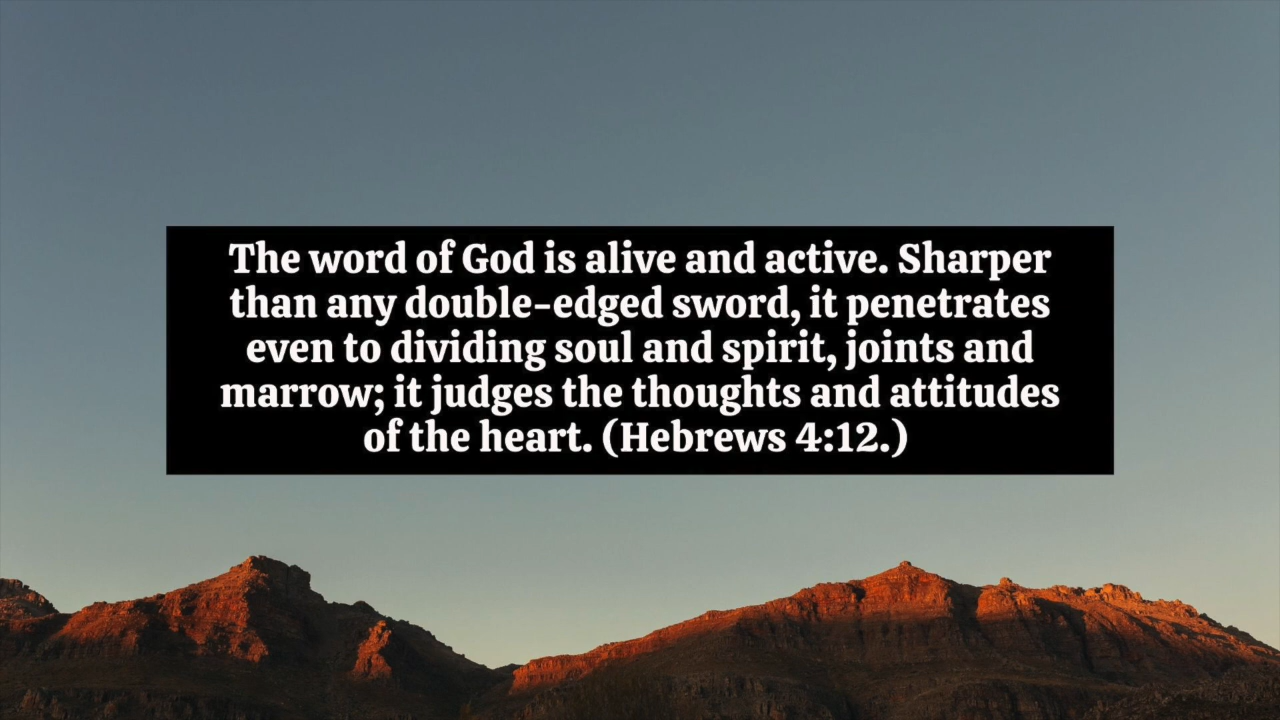 The word of God is alive and active. Sharper
than any double-edged sword, it penetrates
even to dividing soul and spirit, joints and
marrow; it judges the thoughts and attitudes
of the heart. (Hebrews 4:12.)